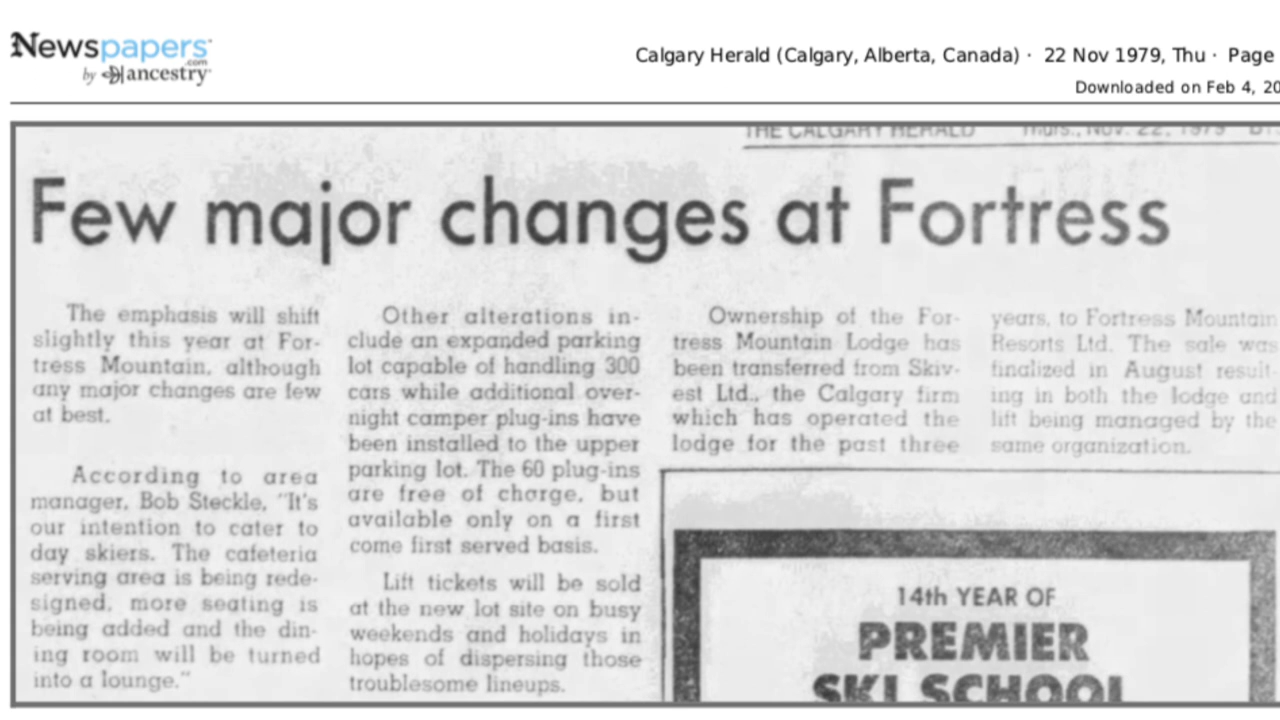 Newspapers
.com
by ancestry
Calgary Herald (Calgary, Alberta, Canada) · 22 Nov 1979, Thu · Page
Downloaded on Feb 4, 20
THE CALGARY HERALD Thurs., Nov. 22, 1979
Few major changes at Fortress
The emphasis will shift
slightly this year at For-
tress Mountain, although
any major changes are few
at best.
According to area
manager, Bob Steckle, "It's
our intention to cater to
day skiers. The cafeteria
serving area is being rede-
signed, more seating is
being added and the din-
ing room will be turned
into a lounge."
Other alterations in-
clude an expanded parking
lot capable of handling 300
cars while additional over-
night camper plug-ins have
been installed to the upper
parking lot. The 60 plug-ins
are free of charge, but
available only on a first
come first served basis.
Lift tickets will be sold
at the new lot site on busy
weekends and holidays in
hopes of dispersing those
troublesome lineups.
Ownership of the For-
tress Mountain Lodge has
been transferred from Skiv-
est Ltd., the Calgary firm
which has operated the
lodge for the past three
years, to Fortress Mountain
Resorts Ltd. The sale was
finalized in August result-
ing in both the lodge and
lift being managed by the
same organization.
14th YEAR OF
PREMIER
SKI SCHOOL